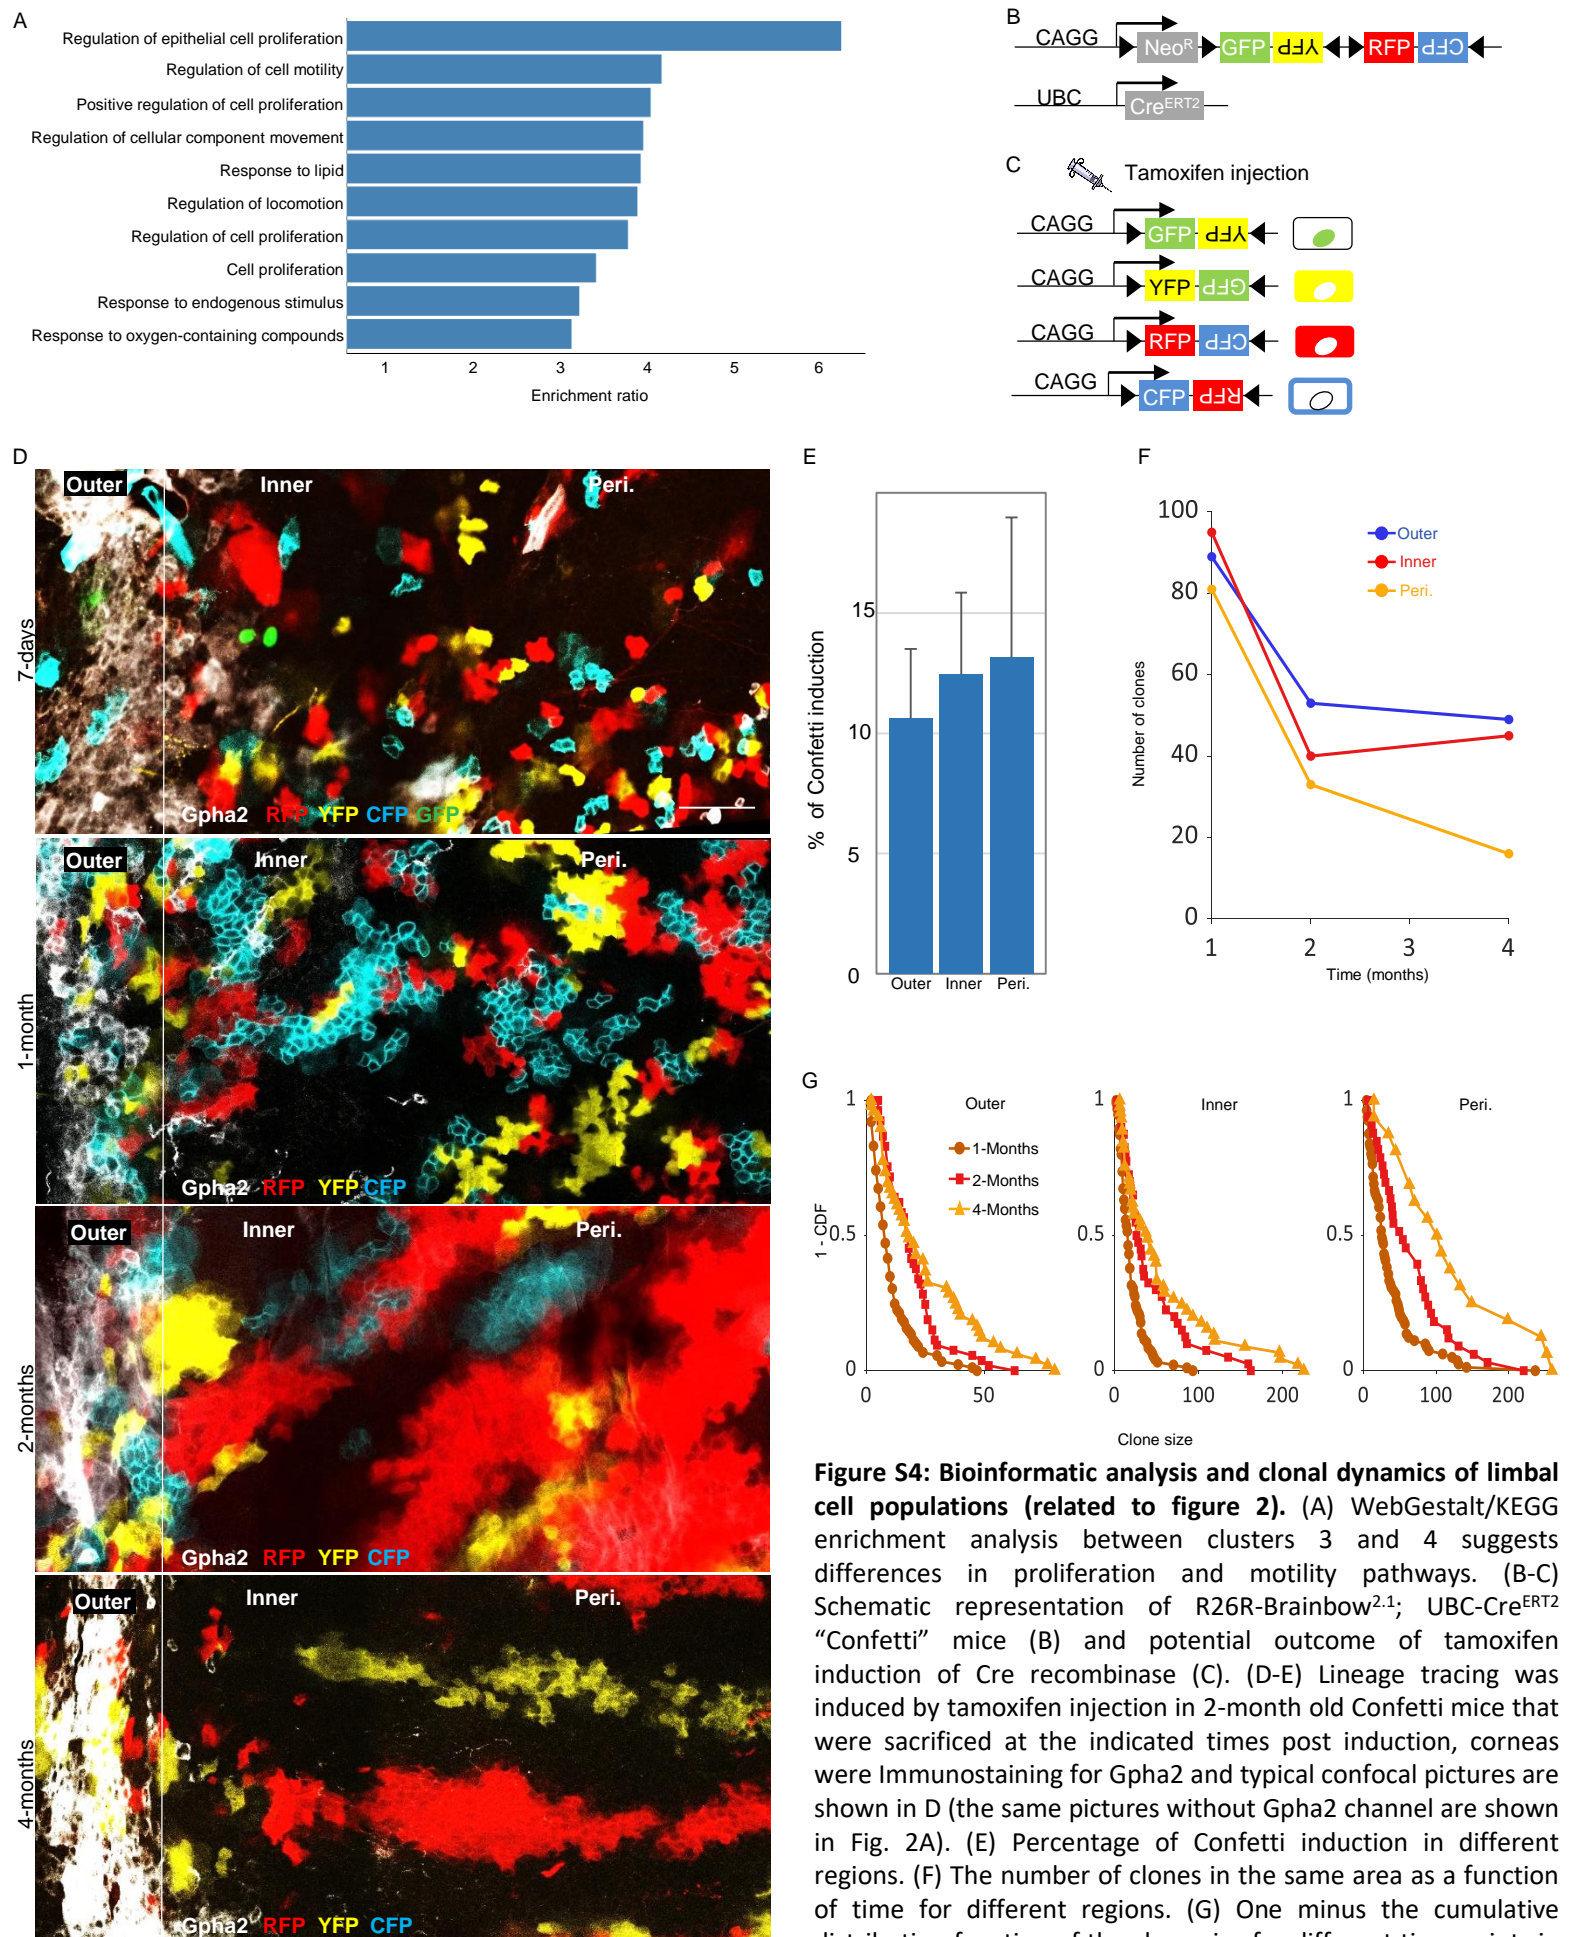 A
Regulation of epithelial cell proliferation
Regulation of cell motility
Positive regulation of cell proliferation
Regulation of cellular component movement
Response to lipid
Regulation of locomotion
Regulation of cell proliferation
Cell proliferation
Response to endogenous stimulus
Response to oxygen-containing compounds
1 2 3 4 5 6
Enrichment ratio
B
CAGG NeoR GFP YFP RFP CFP
UBC CreERT2
C
Tamoxifen injection
CAGG GFP YFP
CAGG YFP GFP
CAGG RFP CFP
CAGG CFP RFP
D
7-days
Outer Inner Peri.
Gpha2 RFP YFP CFP GFP
1-month
Outer Inner Peri.
Gpha2 RFP YFP CFP
2-months
Outer Inner Peri.
Gpha2 RFP YFP CFP
4-months
Outer Inner Peri.
Gpha2 RFP YFP CFP
E
% of Confetti induction
15
10
5
0
Outer Inner Peri.
F
Number of clones
100
80
60
40
20
0
1 2 3 4
Time (months)
Outer
Inner
Peri.
G
1 - CDF
1
0.5
0
0 50
Outer
1-Months
2-Months
4-Months
1
0.5
0
0 100 200
Inner
1
0.5
0
0 100 200
Peri.
Clone size
Figure S4: Bioinformatic analysis and clonal dynamics of limbal
cell populations (related to figure 2). (A) WebGestalt/KEGG
enrichment analysis between clusters 3 and 4 suggests
differences in proliferation and motility pathways. (B-C)
Schematic representation of R26R-Brainbow2.1; UBC-CreERT2
“Confetti” mice (B) and potential outcome of tamoxifen
induction of Cre recombinase (C). (D-E) Lineage tracing was
induced by tamoxifen injection in 2-month old Confetti mice that
were sacrificed at the indicated times post induction, corneas
were Immunostaining for Gpha2 and typical confocal pictures are
shown in D (the same pictures without Gpha2 channel are shown
in Fig. 2A). (E) Percentage of Confetti induction in different
regions. (F) The number of clones in the same area as a function
of time for different regions. (G) One minus the cumulative